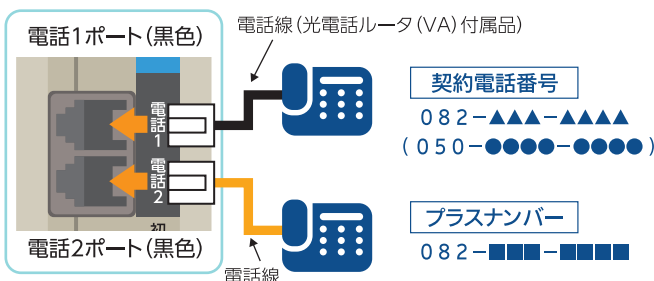 電話1ポート(黒色)
電話線(光電話ルータ(VA)付属品)
電話1
電話2
初
電話2ポート(黒色)
電話線
契約電話番号
082-▲▲▲-▲▲▲▲
(050-●●●●-●●●●)
プラスナンバー
082-■■■-■■■■